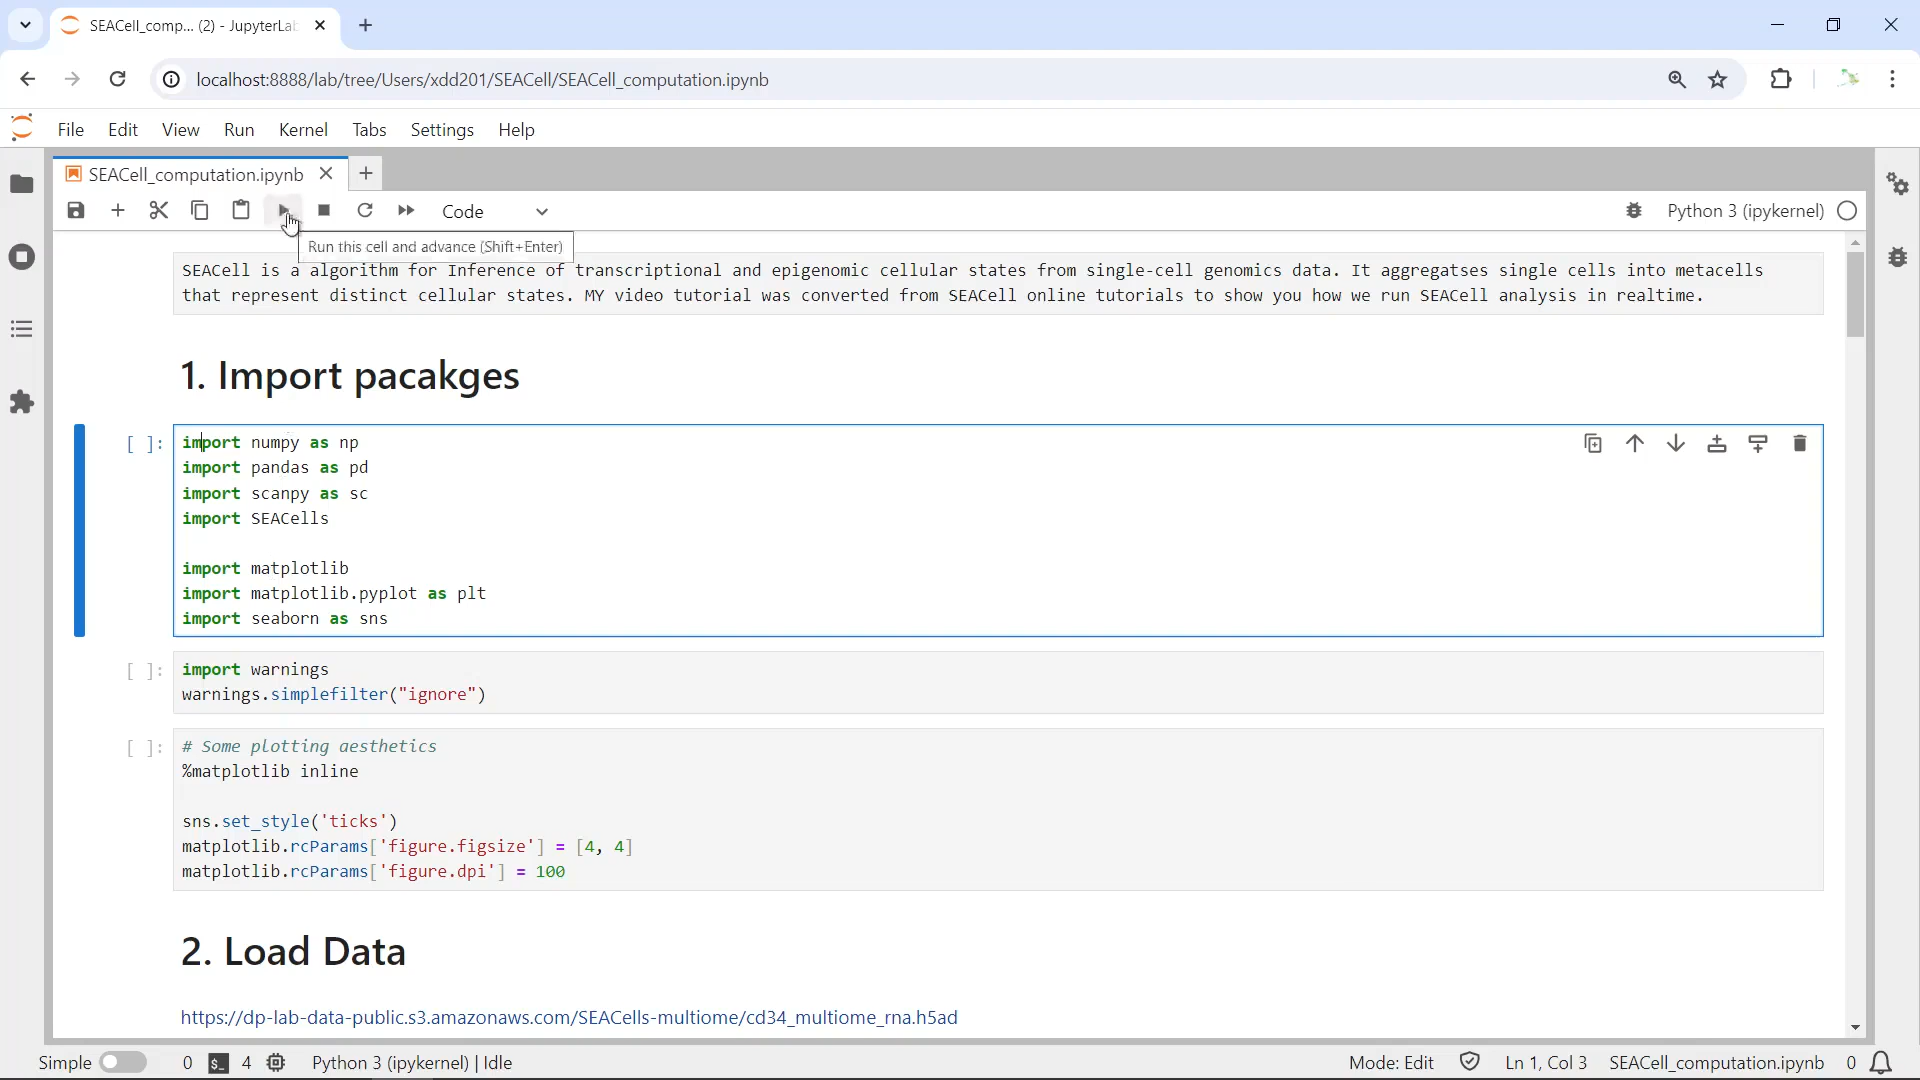 SEACell_comp... (2) - JupyterLab
localhost:8888/lab/tree/Users/xdd201/SEACell/SEACell_computation.ipynb
File Edit View Run Kernel Tabs Settings Help
SEACell_computation.ipynb
Code
Python 3 (ipykernel)
Run this cell and advance (Shift+Enter)
SEACell is a algorithm for Inference of transcriptional and epigenomic cellular states from single-cell genomics data. It aggregatses single cells into metacells
that represent distinct cellular states. MY video tutorial was converted from SEACell online tutorials to show you how we run SEACell analysis in realtime.
1. Import pacakges
[ ]: import numpy as np
import pandas as pd
import scanpy as sc
import SEACells
import matplotlib
import matplotlib.pyplot as plt
import seaborn as sns
[ ]: import warnings
warnings.simplefilter("ignore")
[ ]: # Some plotting aesthetics
%matplotlib inline
sns.set_style('ticks')
matplotlib.rcParams['figure.figsize'] = [4, 4]
matplotlib.rcParams['figure.dpi'] = 100
2. Load Data
https://dp-lab-data-public.s3.amazonaws.com/SEACells-multiome/cd34_multiome_rna.h5ad
Simple 0 $_ 4 Python 3 (ipykernel) | Idle Mode: Edit Ln 1, Col 3 SEACell_computation.ipynb 0